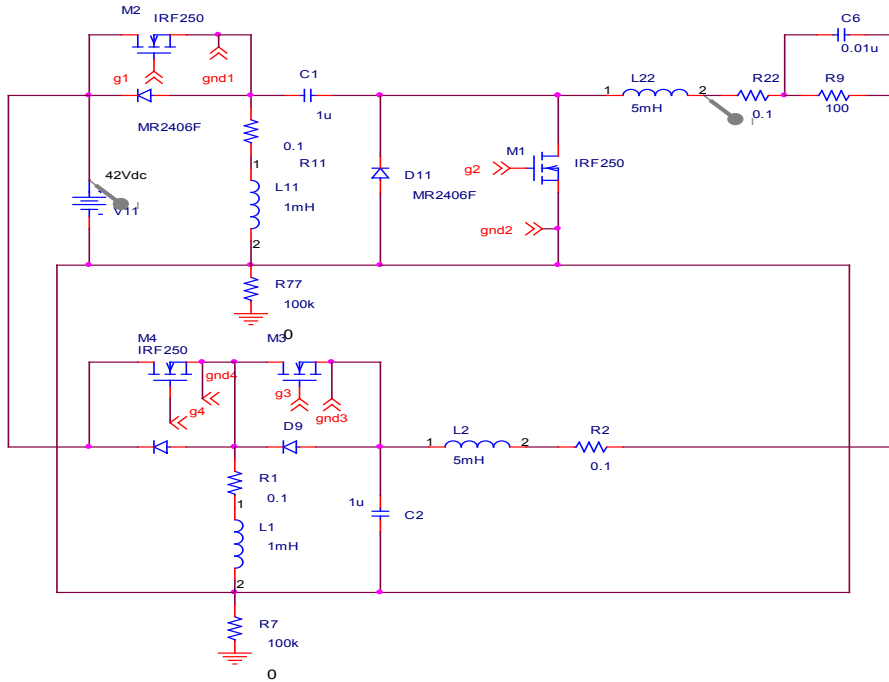 M2
IRF250
C6
0.01u
g1
gnd1
C1
1
L22
2
R22
R9
MR2406F
1u
5mH
0.1
100
0.1
R11
M1
IRF250
42Vdc
1
g2
D11
MR2406F
V11
L11
1mH
gnd2
2
R77
100k
0
M4
IRF250
M3
gnd4
g4
g3
gnd3
D9
1
L2
2
R2
5mH
0.1
R1
0.1
1u
C2
1
L1
1mH
2
R7
100k
0